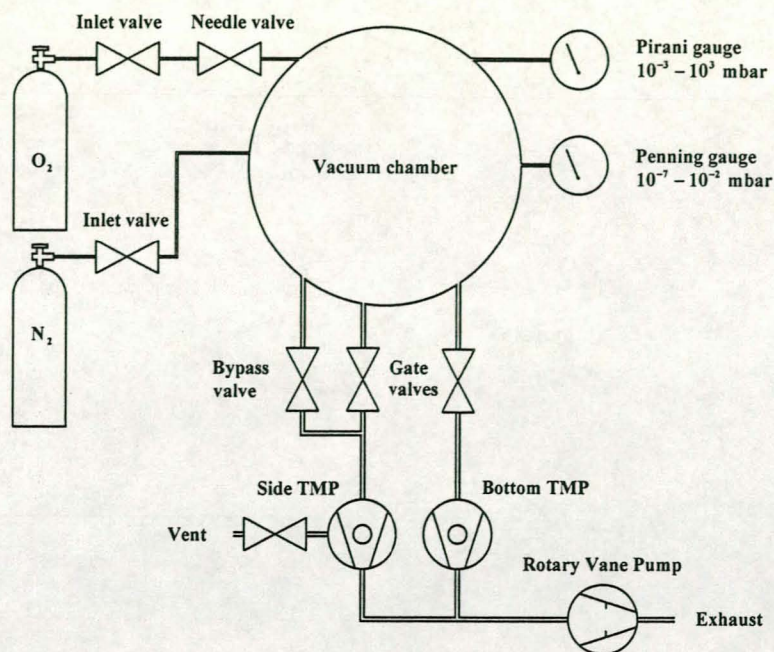 Inlet valve
Needle valve
Pirani gauge
10⁻³ – 10³ mbar
O₂
Vacuum chamber
Penning gauge
10⁻⁷ – 10⁻² mbar
Inlet valve
N₂
Bypass
valve
Gate
valves
Side TMP
Bottom TMP
Vent
Rotary Vane Pump
Exhaust